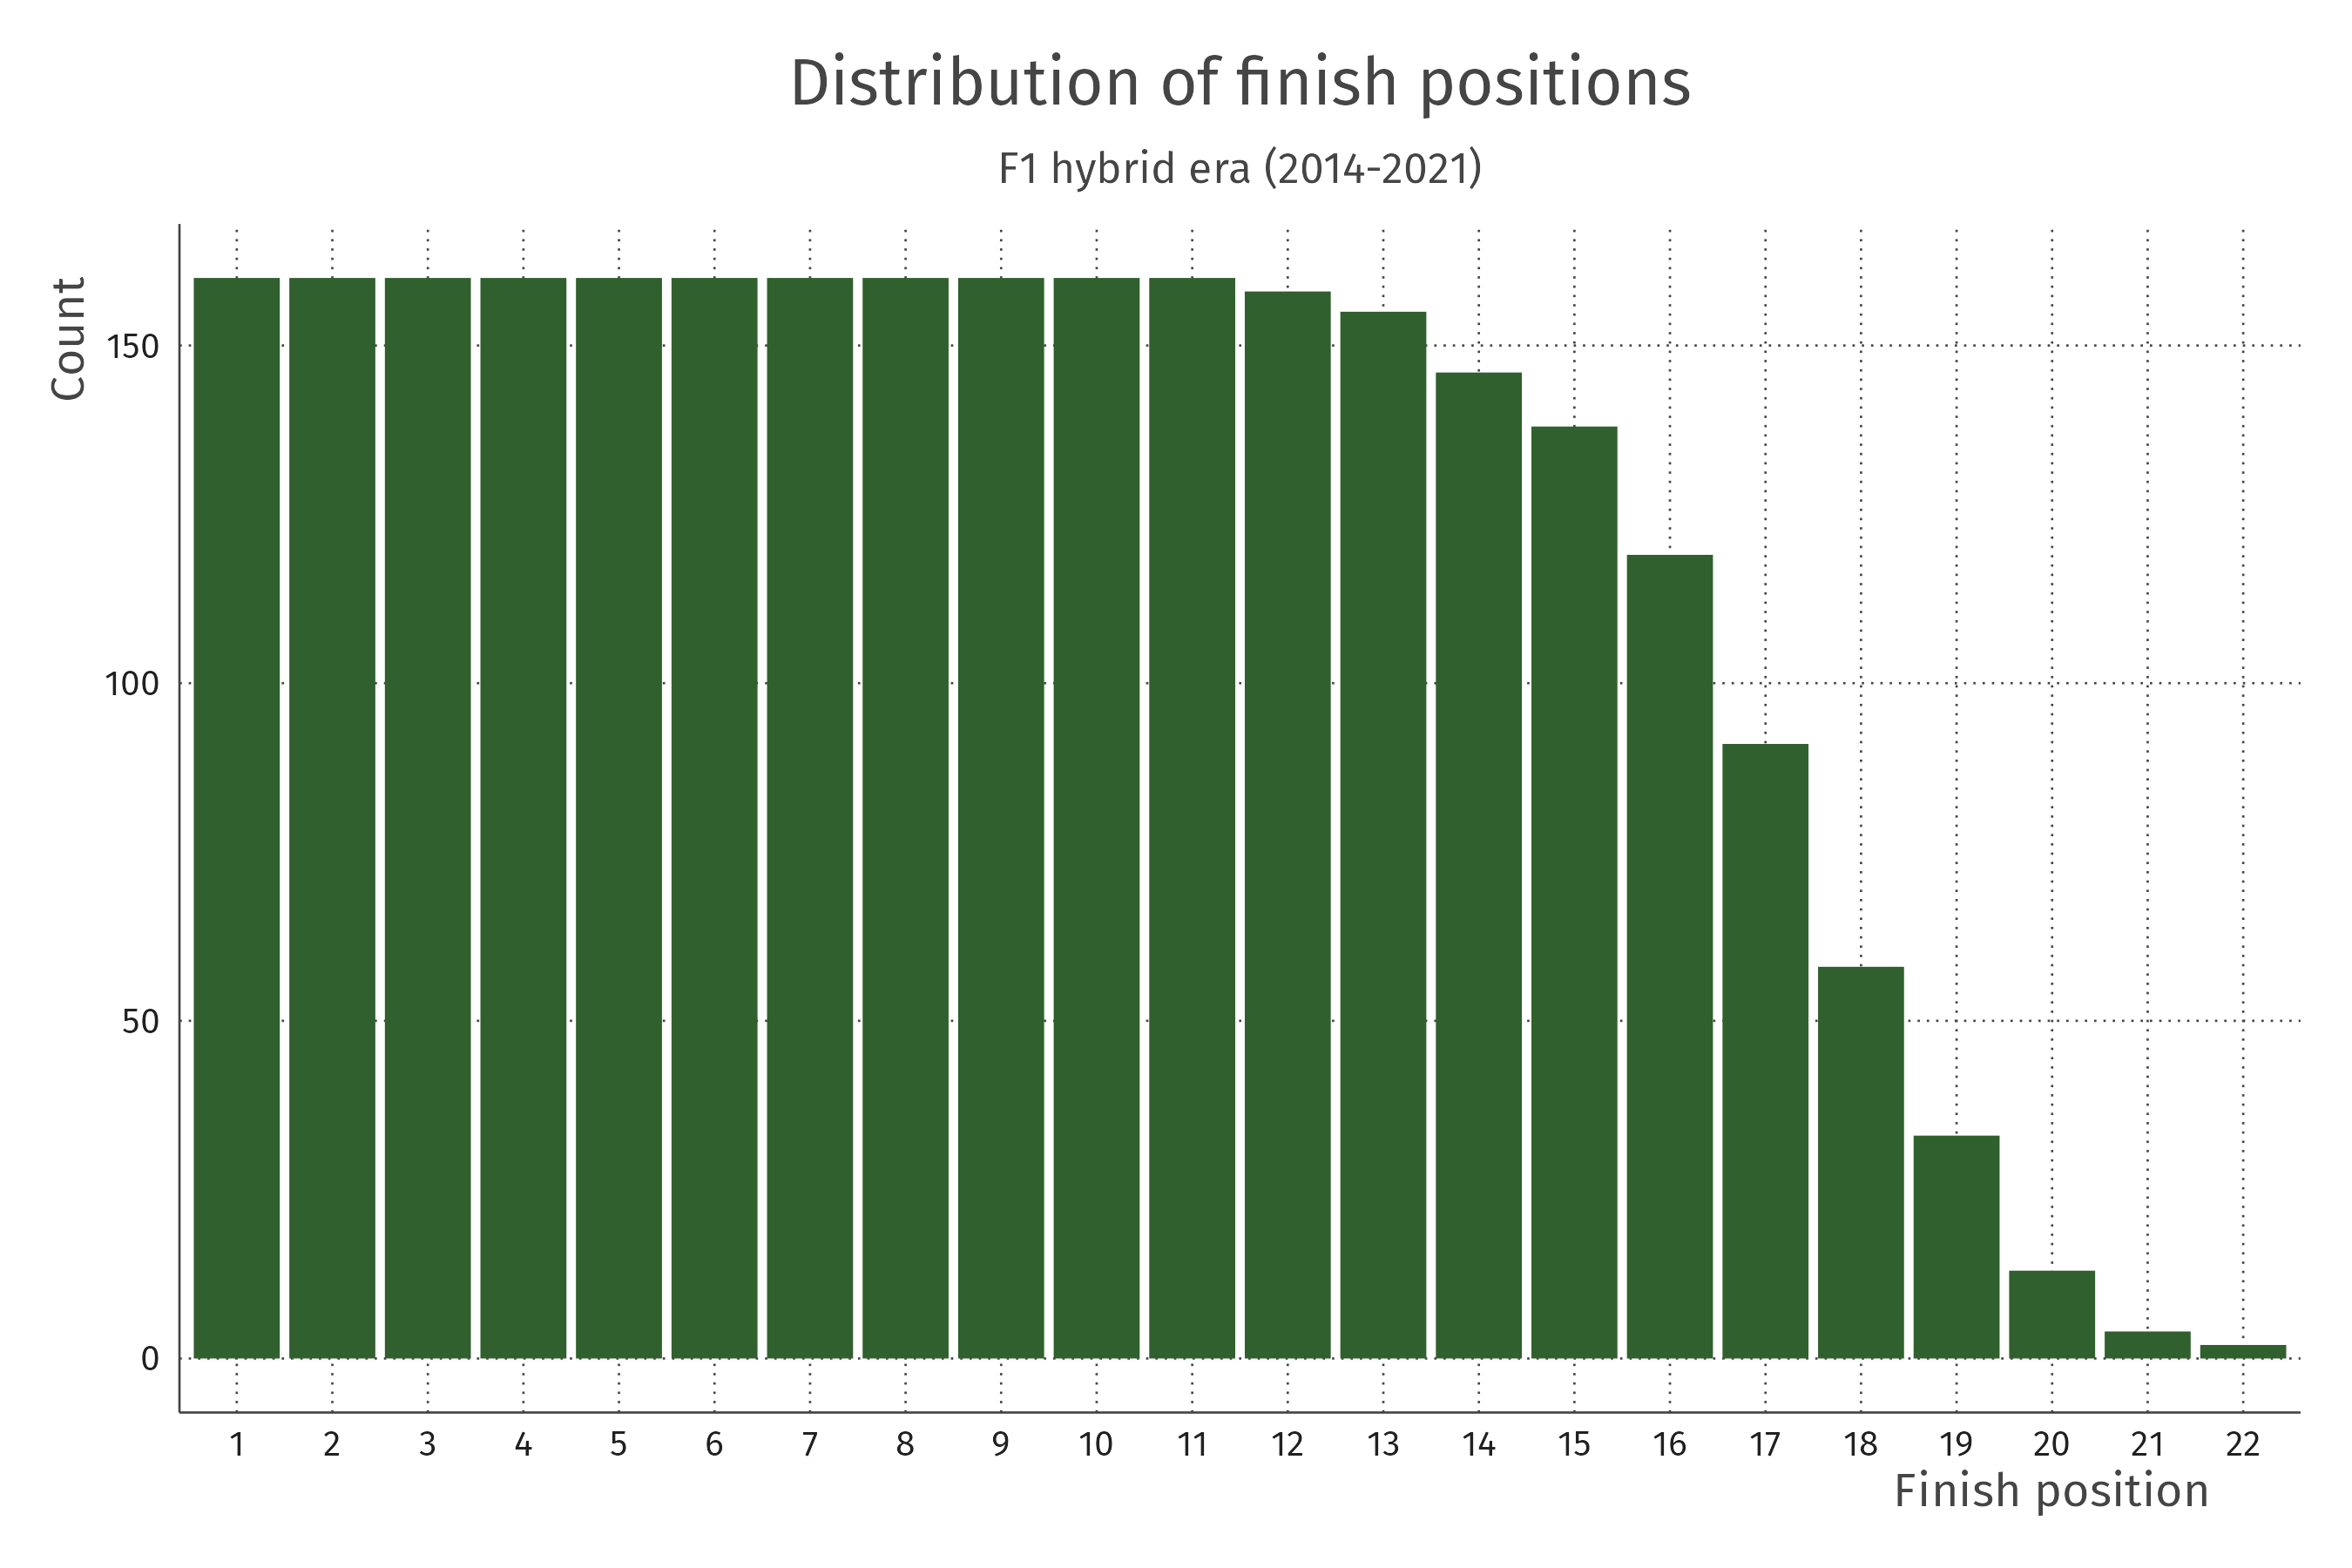 Distribution of finish positions
F1 hybrid era (2014-2021)
Count
150
100
50
0
1 2 3 4 5 6 7 8 9 10 11 12 13 14 15 16 17 18 19 20 21 22
Finish position